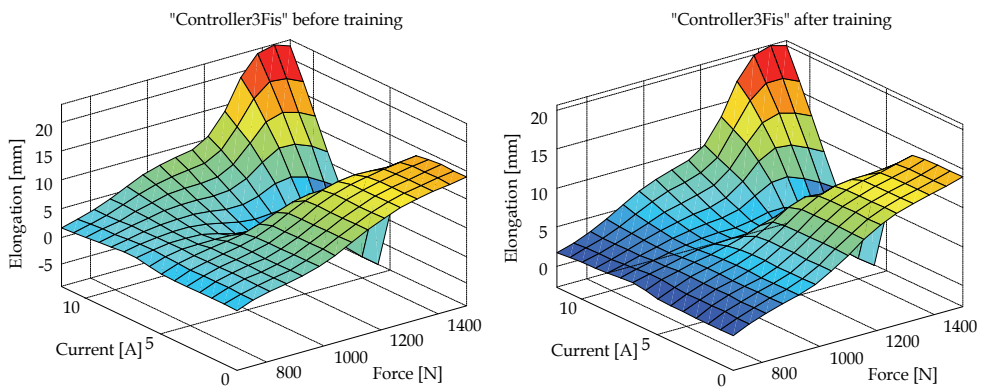 "Controller3Fis" before training
20
15
10
5
0
-5
Elongation [mm]
10
Current [A] 5
0
800
1000
1200
1400
Force [N]
"Controller3Fis" after training
20
15
10
5
0
Elongation [mm]
10
Current [A] 5
0
800
1000
1200
1400
Force [N]